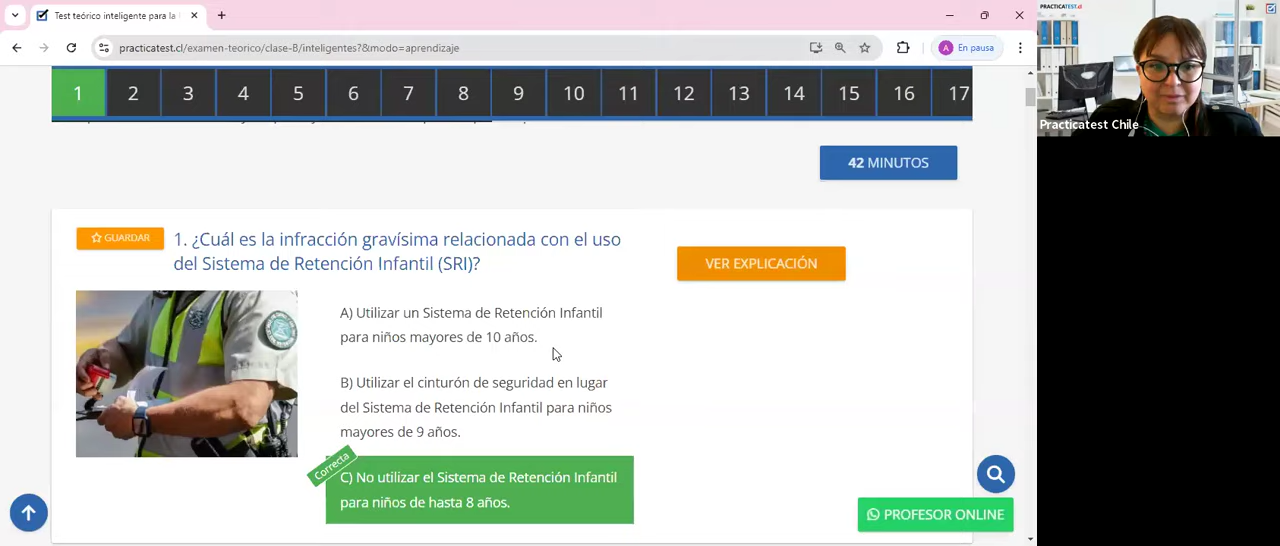 Test teórico inteligente para la
practicatest.cl/examen-teorico/clase-B/inteligentes?&modo=aprendizaje
A
En pausa
1 2 3 4 5 6 7 8 9 10 11 12 13 14 15 16 17
42 MINUTOS
GUARDAR
1. ¿Cuál es la infracción gravísima relacionada con el uso
del Sistema de Retención Infantil (SRI)?
VER EXPLICACIÓN
A) Utilizar un Sistema de Retención Infantil
para niños mayores de 10 años.
B) Utilizar el cinturón de seguridad en lugar
del Sistema de Retención Infantil para niños
mayores de 9 años.
Correcta
C) No utilizar el Sistema de Retención Infantil
para niños de hasta 8 años.
PROFESOR ONLINE
PRACTICATEST.cl
Practicatest Chile